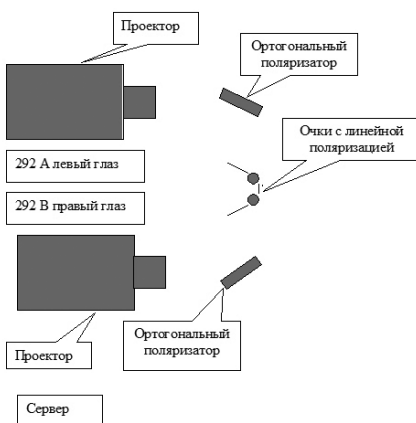 Проектор
Ортогональный
поляризатор
Очки с линейной
поляризацией
292 А левый глаз
292 В правый глаз
Ортогональный
поляризатор
Проектор
Сервер